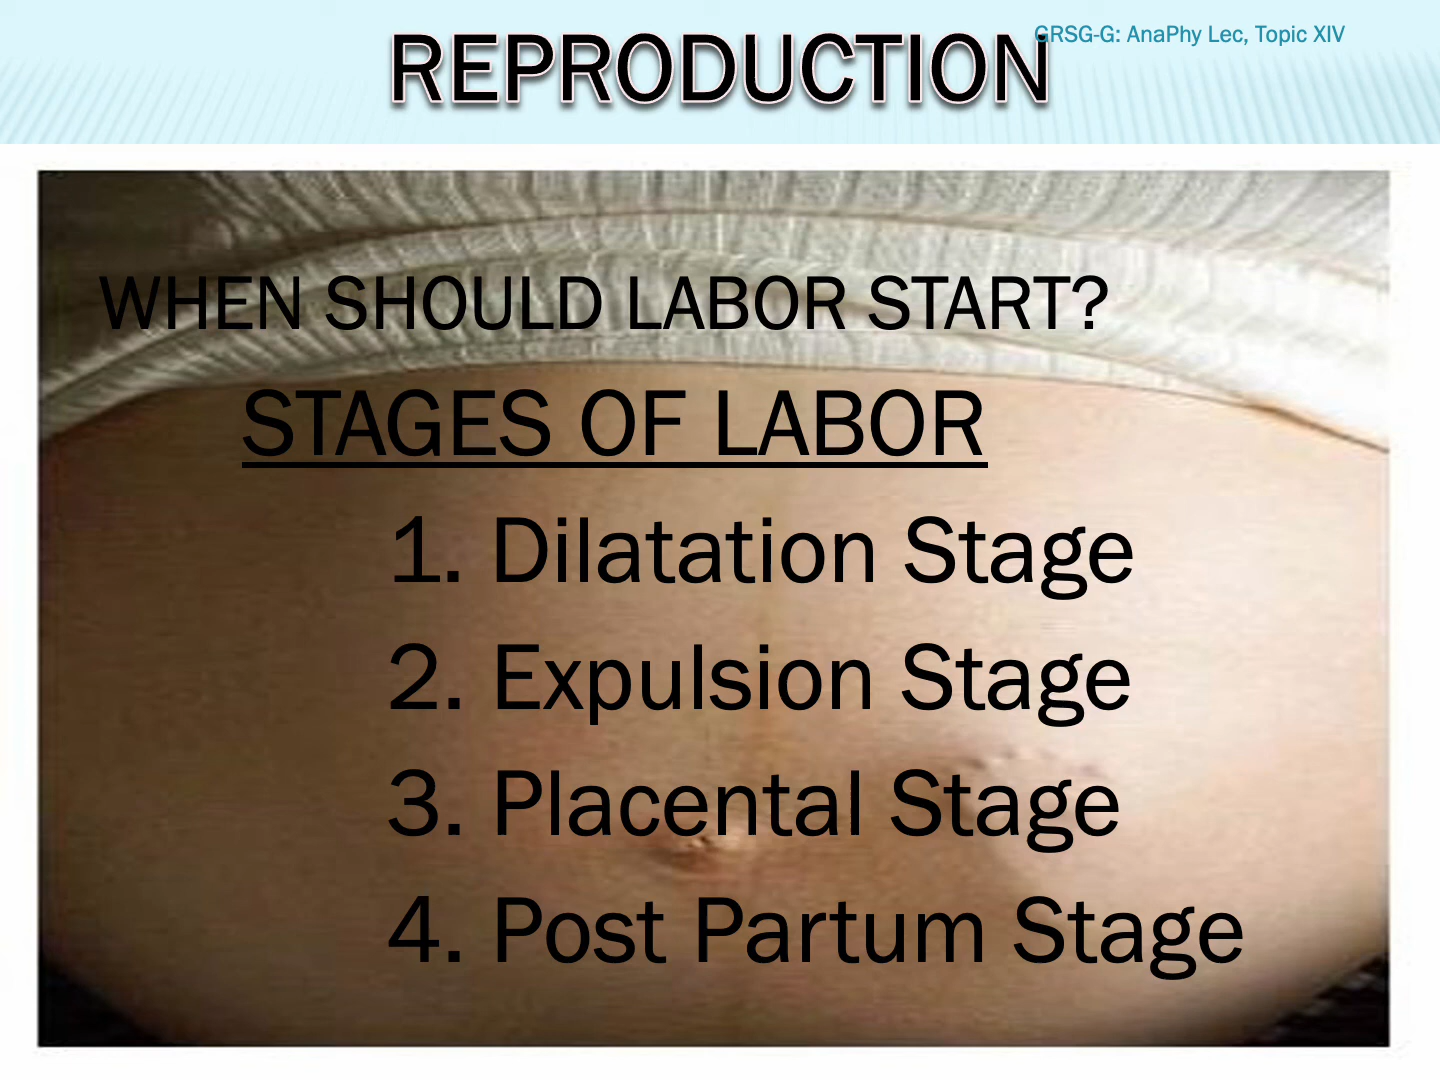 REPRODUCTION
GRSG-G: AnaPhy Lec, Topic XIV
WHEN SHOULD LABOR START?
STAGES OF LABOR
1. Dilatation Stage
2. Expulsion Stage
3. Placental Stage
4. Post Partum Stage